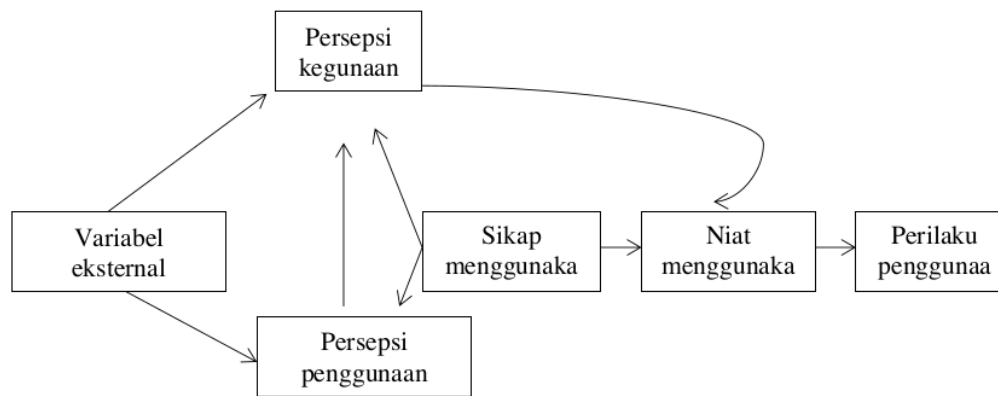 Persepsi
kegunaan
Variabel
eksternal
Sikap
menggunaka
Niat
menggunaka
Perilaku
penggunaa
Persepsi
penggunaan